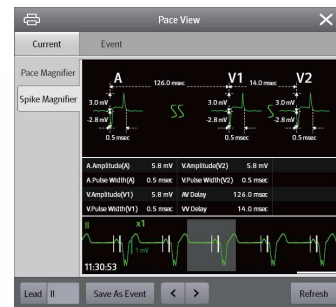 Pace View
Current Event
Pace Magnifier
Spike Magnifier
A 126.0 msec V1 14.0 msec V2
3.0 mV 3.0 mV 3.0 mV
-2.8 mV -2.8 mV -2.8 mV
0.5 msec 0.5 msec 0.5 msec
A.Amplitude(A) 5.8 mV V.Amplitude(V2) 5.8 mV
A.Pulse Width(A) 0.5 msec V.Pulse Width(V2) 0.5 msec
V.Amplitude(V1) 5.8 mV AV Delay 126.0 msec
V.Pulse Width(V1) 0.5 msec VV Delay 14.0 msec
II x1
1 mV
11:30:53
Lead II Save As Event < > Refresh